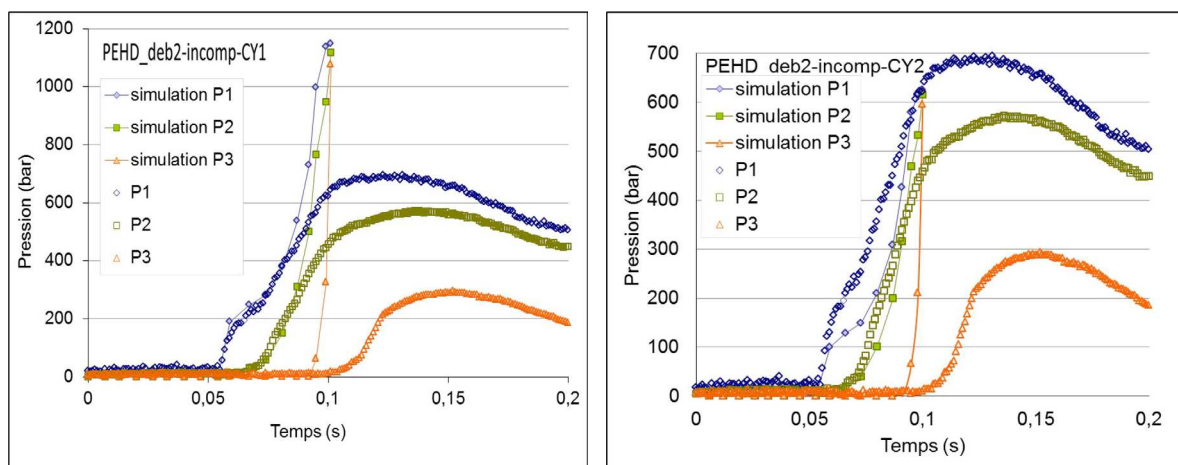 PEHD_deb2-incomp-CY1
simulation P1
simulation P2
simulation P3
P1
P2
P3
Pression (bar)
1200
1000
800
600
400
200
0
0 0,05 0,1 0,15 0,2
Temps (s)
PEHD deb2-incomp-CY2
simulation P1
simulation P2
simulation P3
P1
P2
P3
Pression (bar)
700
600
500
400
300
200
100
0
0 0,05 0,1 0,15 0,2
Temps (s)